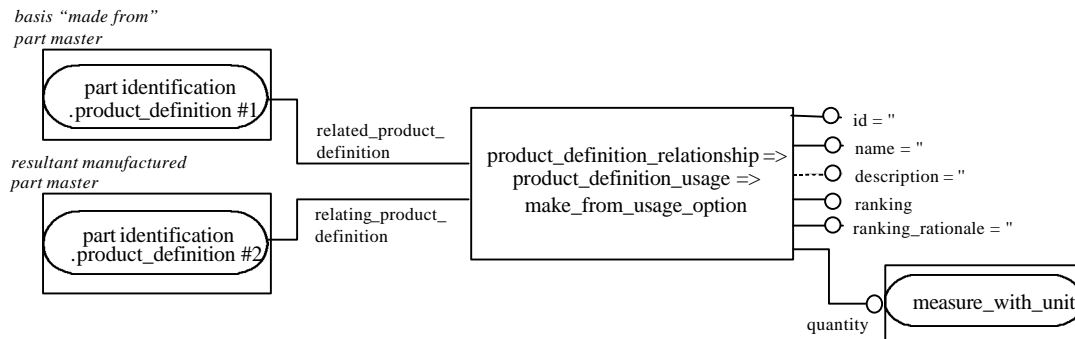 basis “made from”
part master
part identification
.product_definition #1
related_product_
definition
resultant manufactured
part master
relating_product_
definition
part identification
.product_definition #2
product_definition_relationship =>
product_definition_usage =>
make_from_usage_option
id = "
name = "
description = "
ranking
ranking_rationale = "
quantity
measure_with_unit